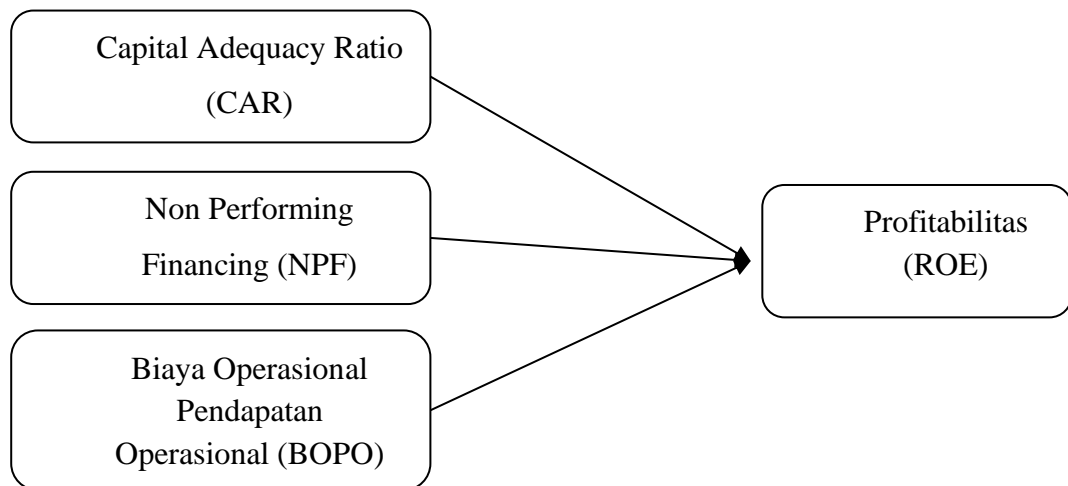 Capital Adequacy Ratio
(CAR)
Non Performing
Financing (NPF)
Biaya Operasional
Pendapatan
Operasional (BOPO)
Profitabilitas
(ROE)